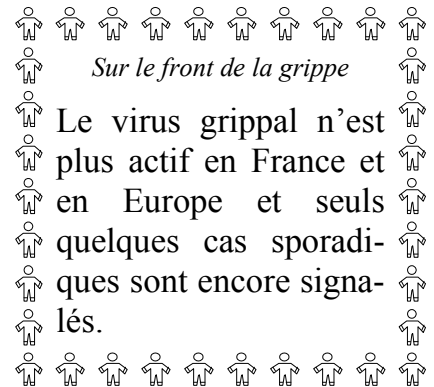 Sur le front de la grippe
Le virus grippal n’est
plus actif en France et
en Europe et seuls
quelques cas sporadi-
ques sont encore signa-
lés.